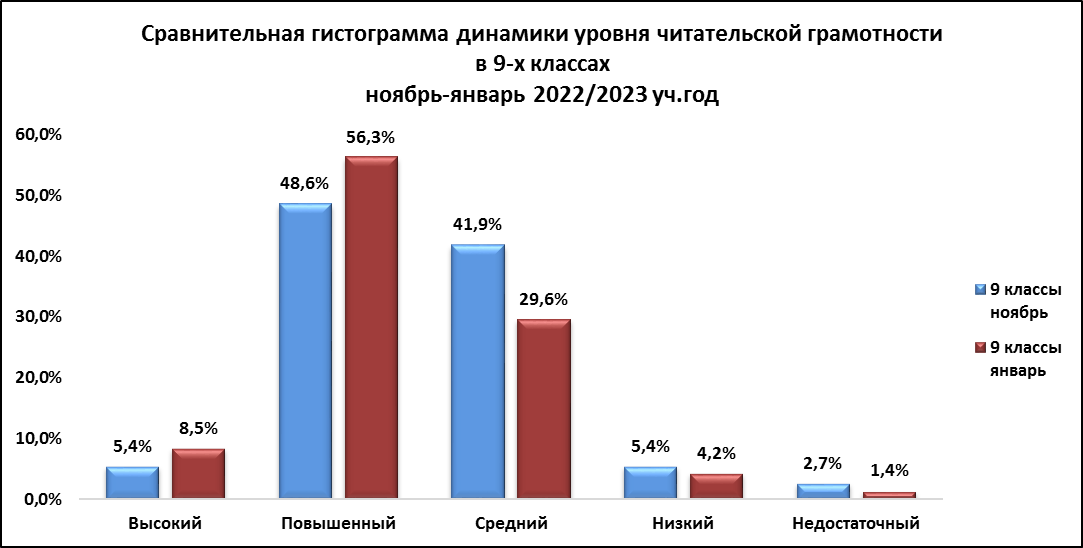 Сравнительная гистограмма динамики уровня читательской грамотности
в 9-х классах
ноябрь-январь 2022/2023 уч.год
60,0%
50,0%
40,0%
30,0%
20,0%
10,0%
0,0%
5,4%
8,5%
48,6%
56,3%
41,9%
29,6%
5,4%
4,2%
2,7%
1,4%
Высокий
Повышенный
Средний
Низкий
Недостаточный
9 классы
ноябрь
9 классы
январь